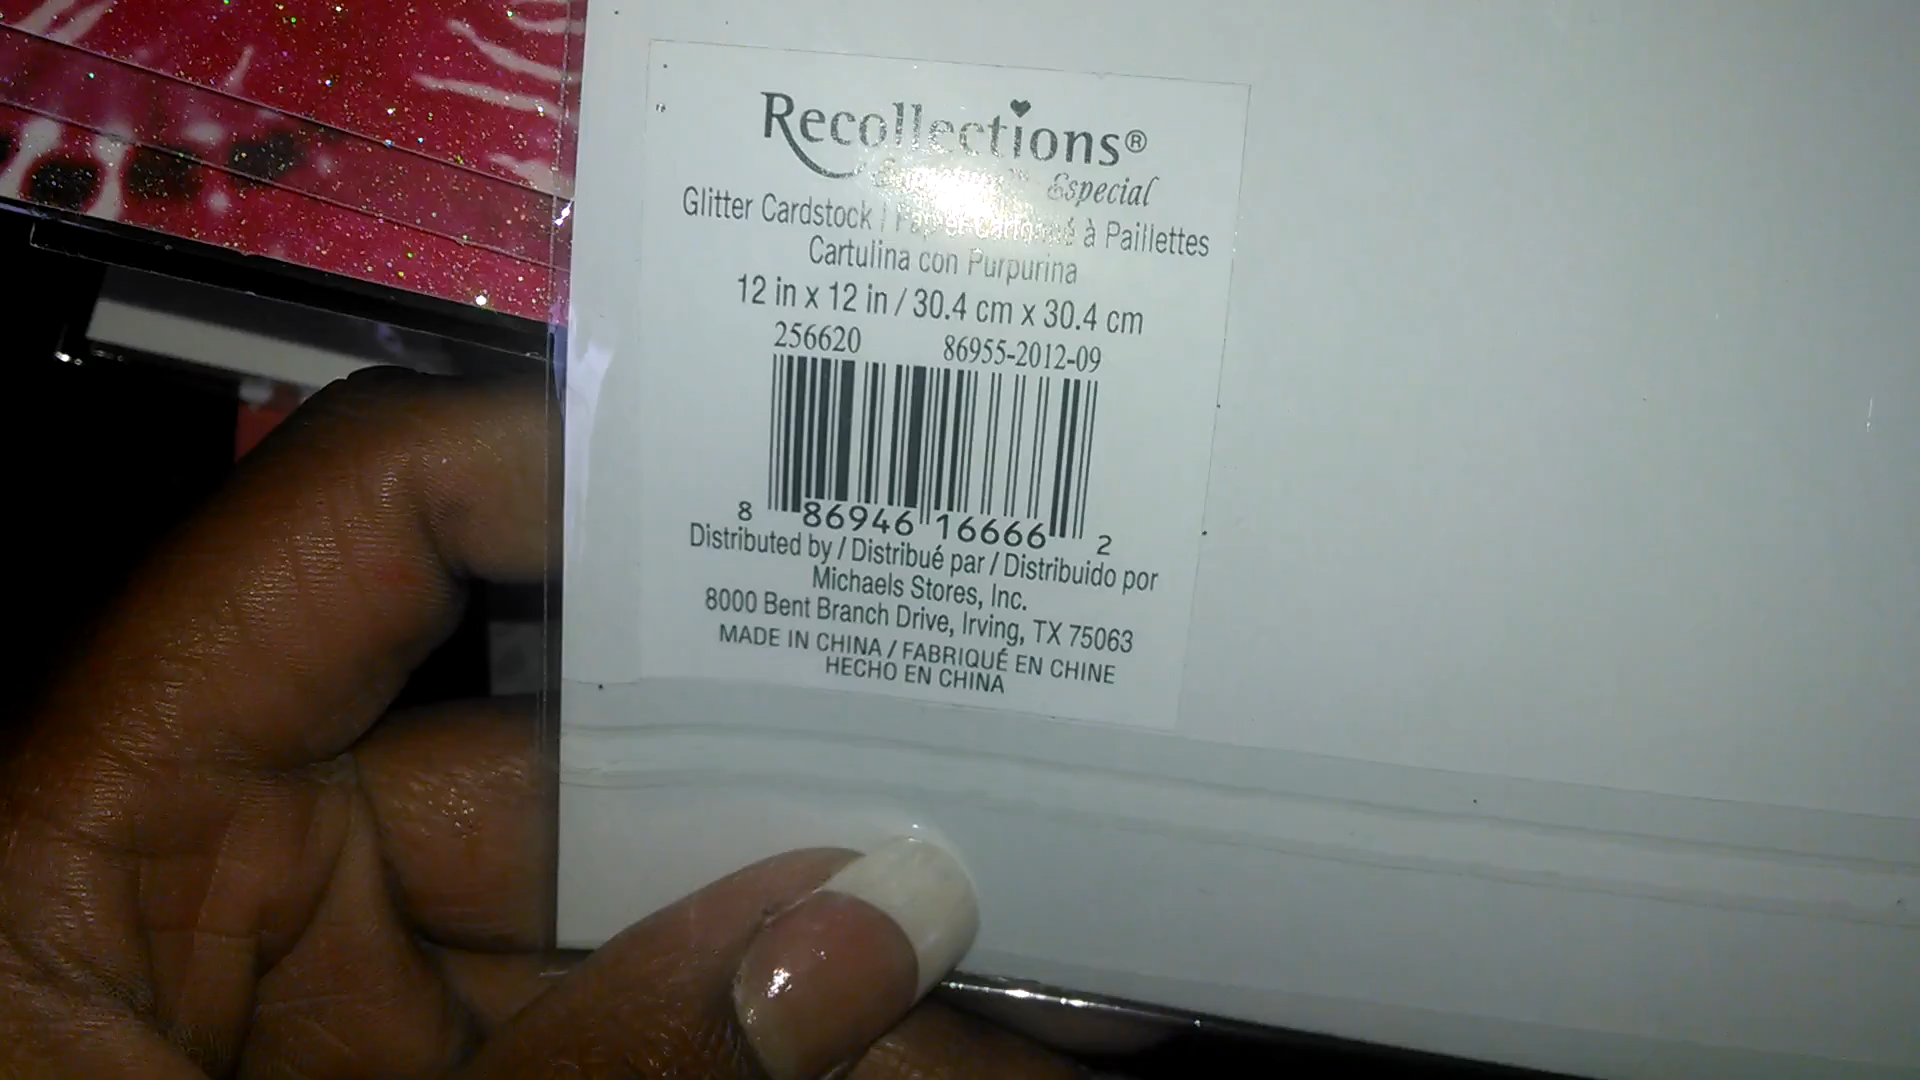 Recollections®
Especial
Glitter Cardstock / Papier Cartonné à Paillettes
Cartulina con Purpurina
12 in x 12 in / 30.4 cm x 30.4 cm
256620 86955-2012-09
8 86946 16666 2
Distributed by / Distribué par / Distribuido por
Michaels Stores, Inc.
8000 Bent Branch Drive, Irving, TX 75063
MADE IN CHINA / FABRIQUÉ EN CHINE
HECHO EN CHINA